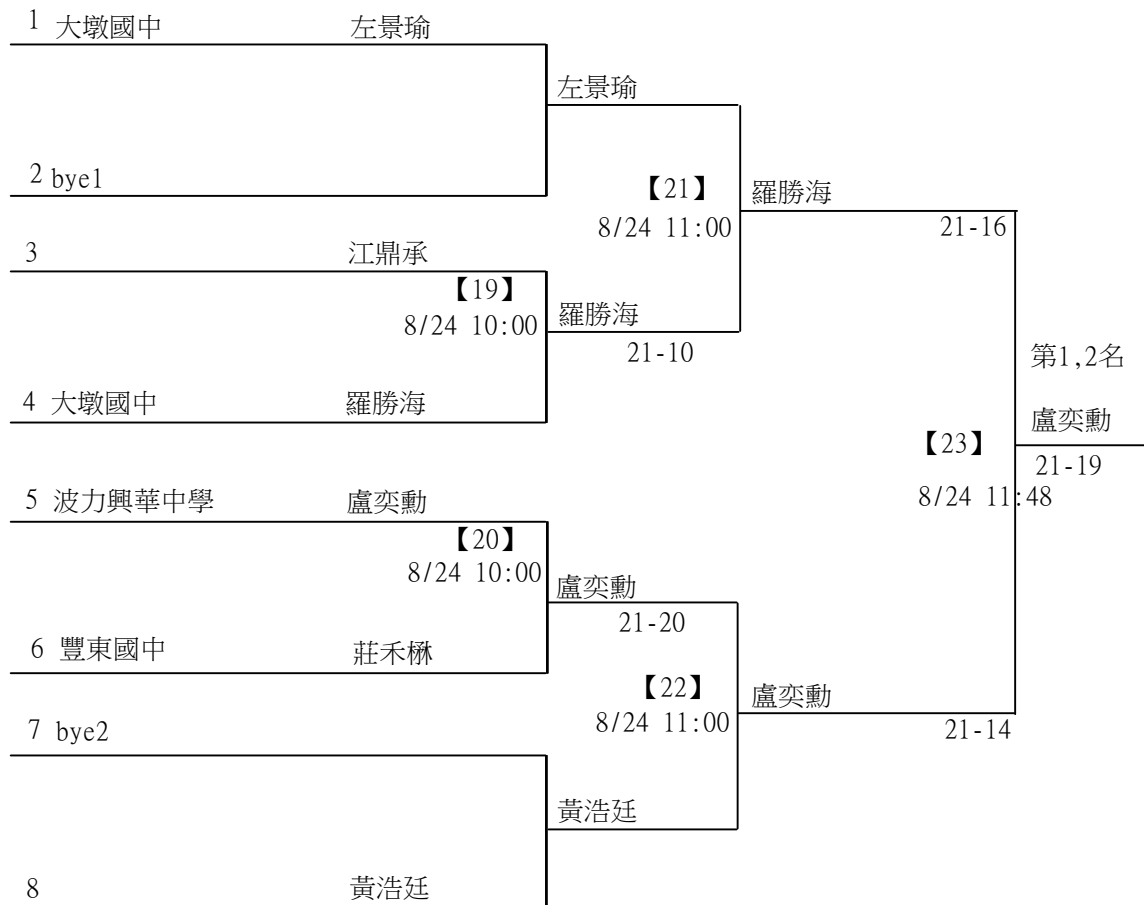 1 大墩國中 左景瑜
左景瑜
2 bye1
【21】
羅勝海
8/24 11:00
21-16
3 江鼎承
【19】
羅勝海
8/24 10:00
21-10
第1,2名
4 大墩國中 羅勝海
盧奕勳
【23】
21-19
5 波力興華中學 盧奕勳
8/24 11:48
【20】
8/24 10:00
盧奕勳
21-20
6 豐東國中 莊禾楙
【22】
盧奕勳
7 bye2
8/24 11:00
21-14
黃浩廷
8 黃浩廷